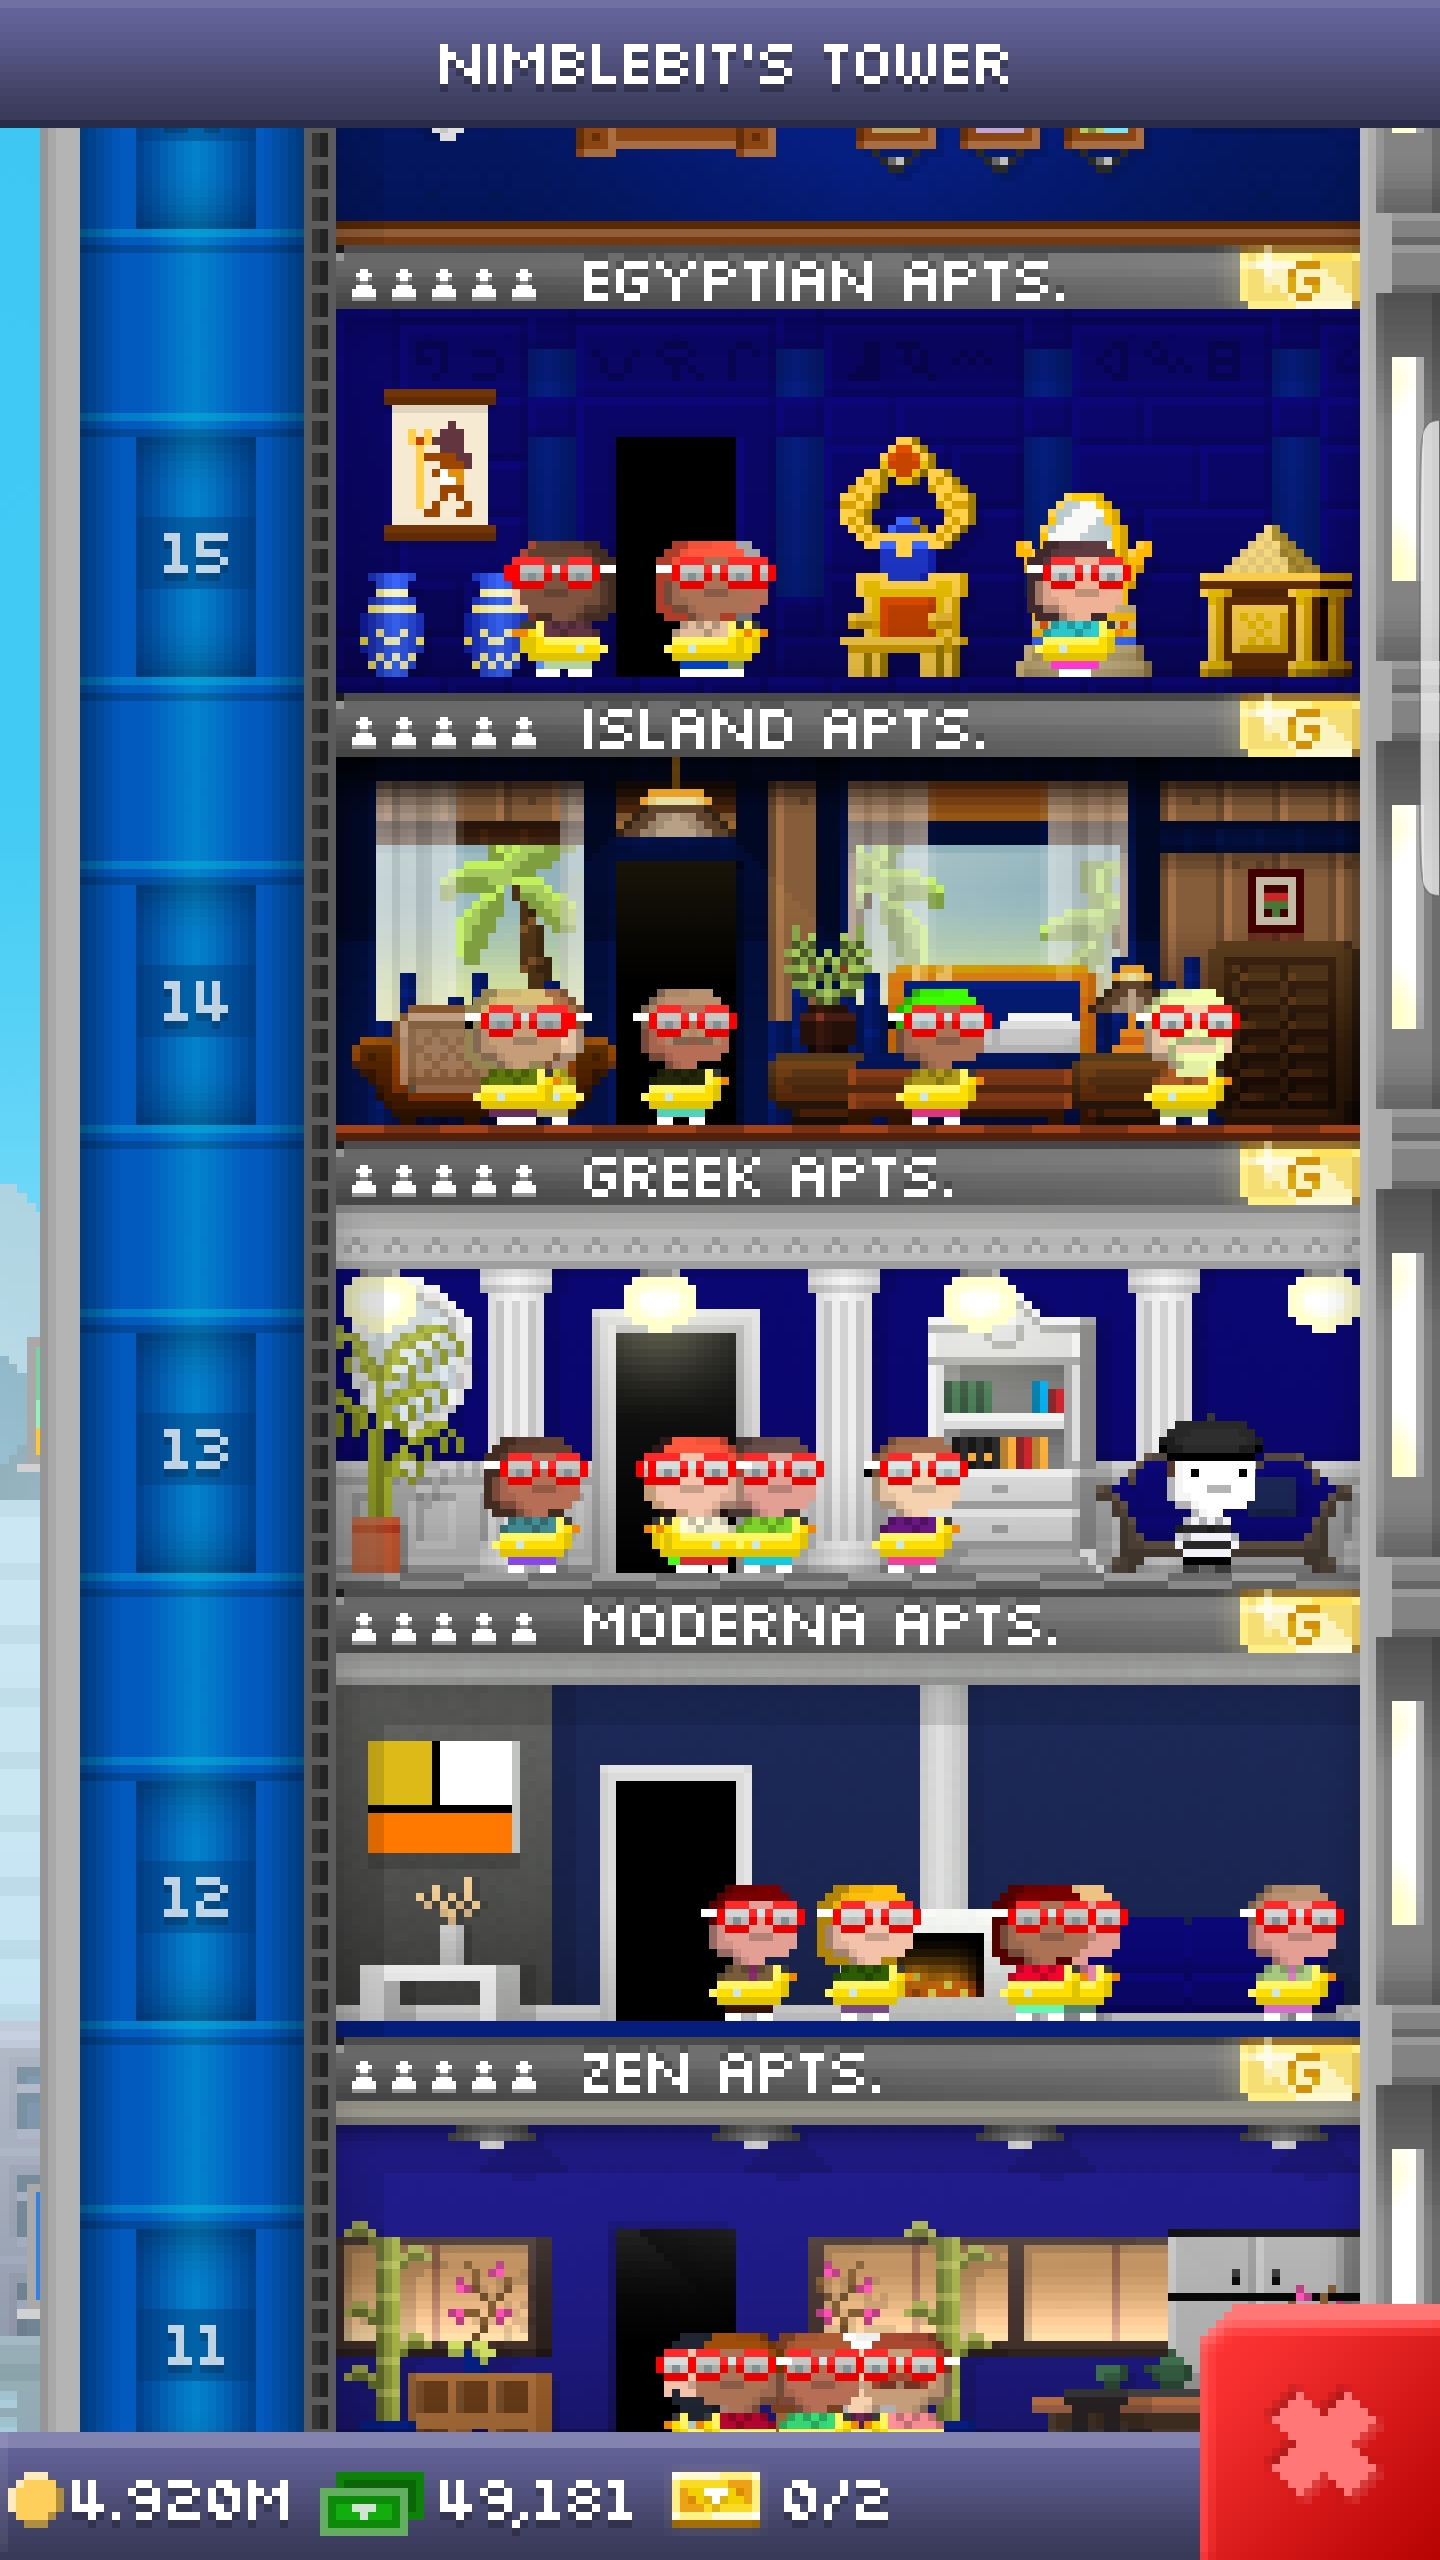 NIMBLEBIT'S TOWER
EGYPTIAN APTS. G
15
ISLAND APTS. G
14
GREEK APTS. G
13
MODERNA APTS. G
12
ZEN APTS. G
11
4.920M 49,181 0/2